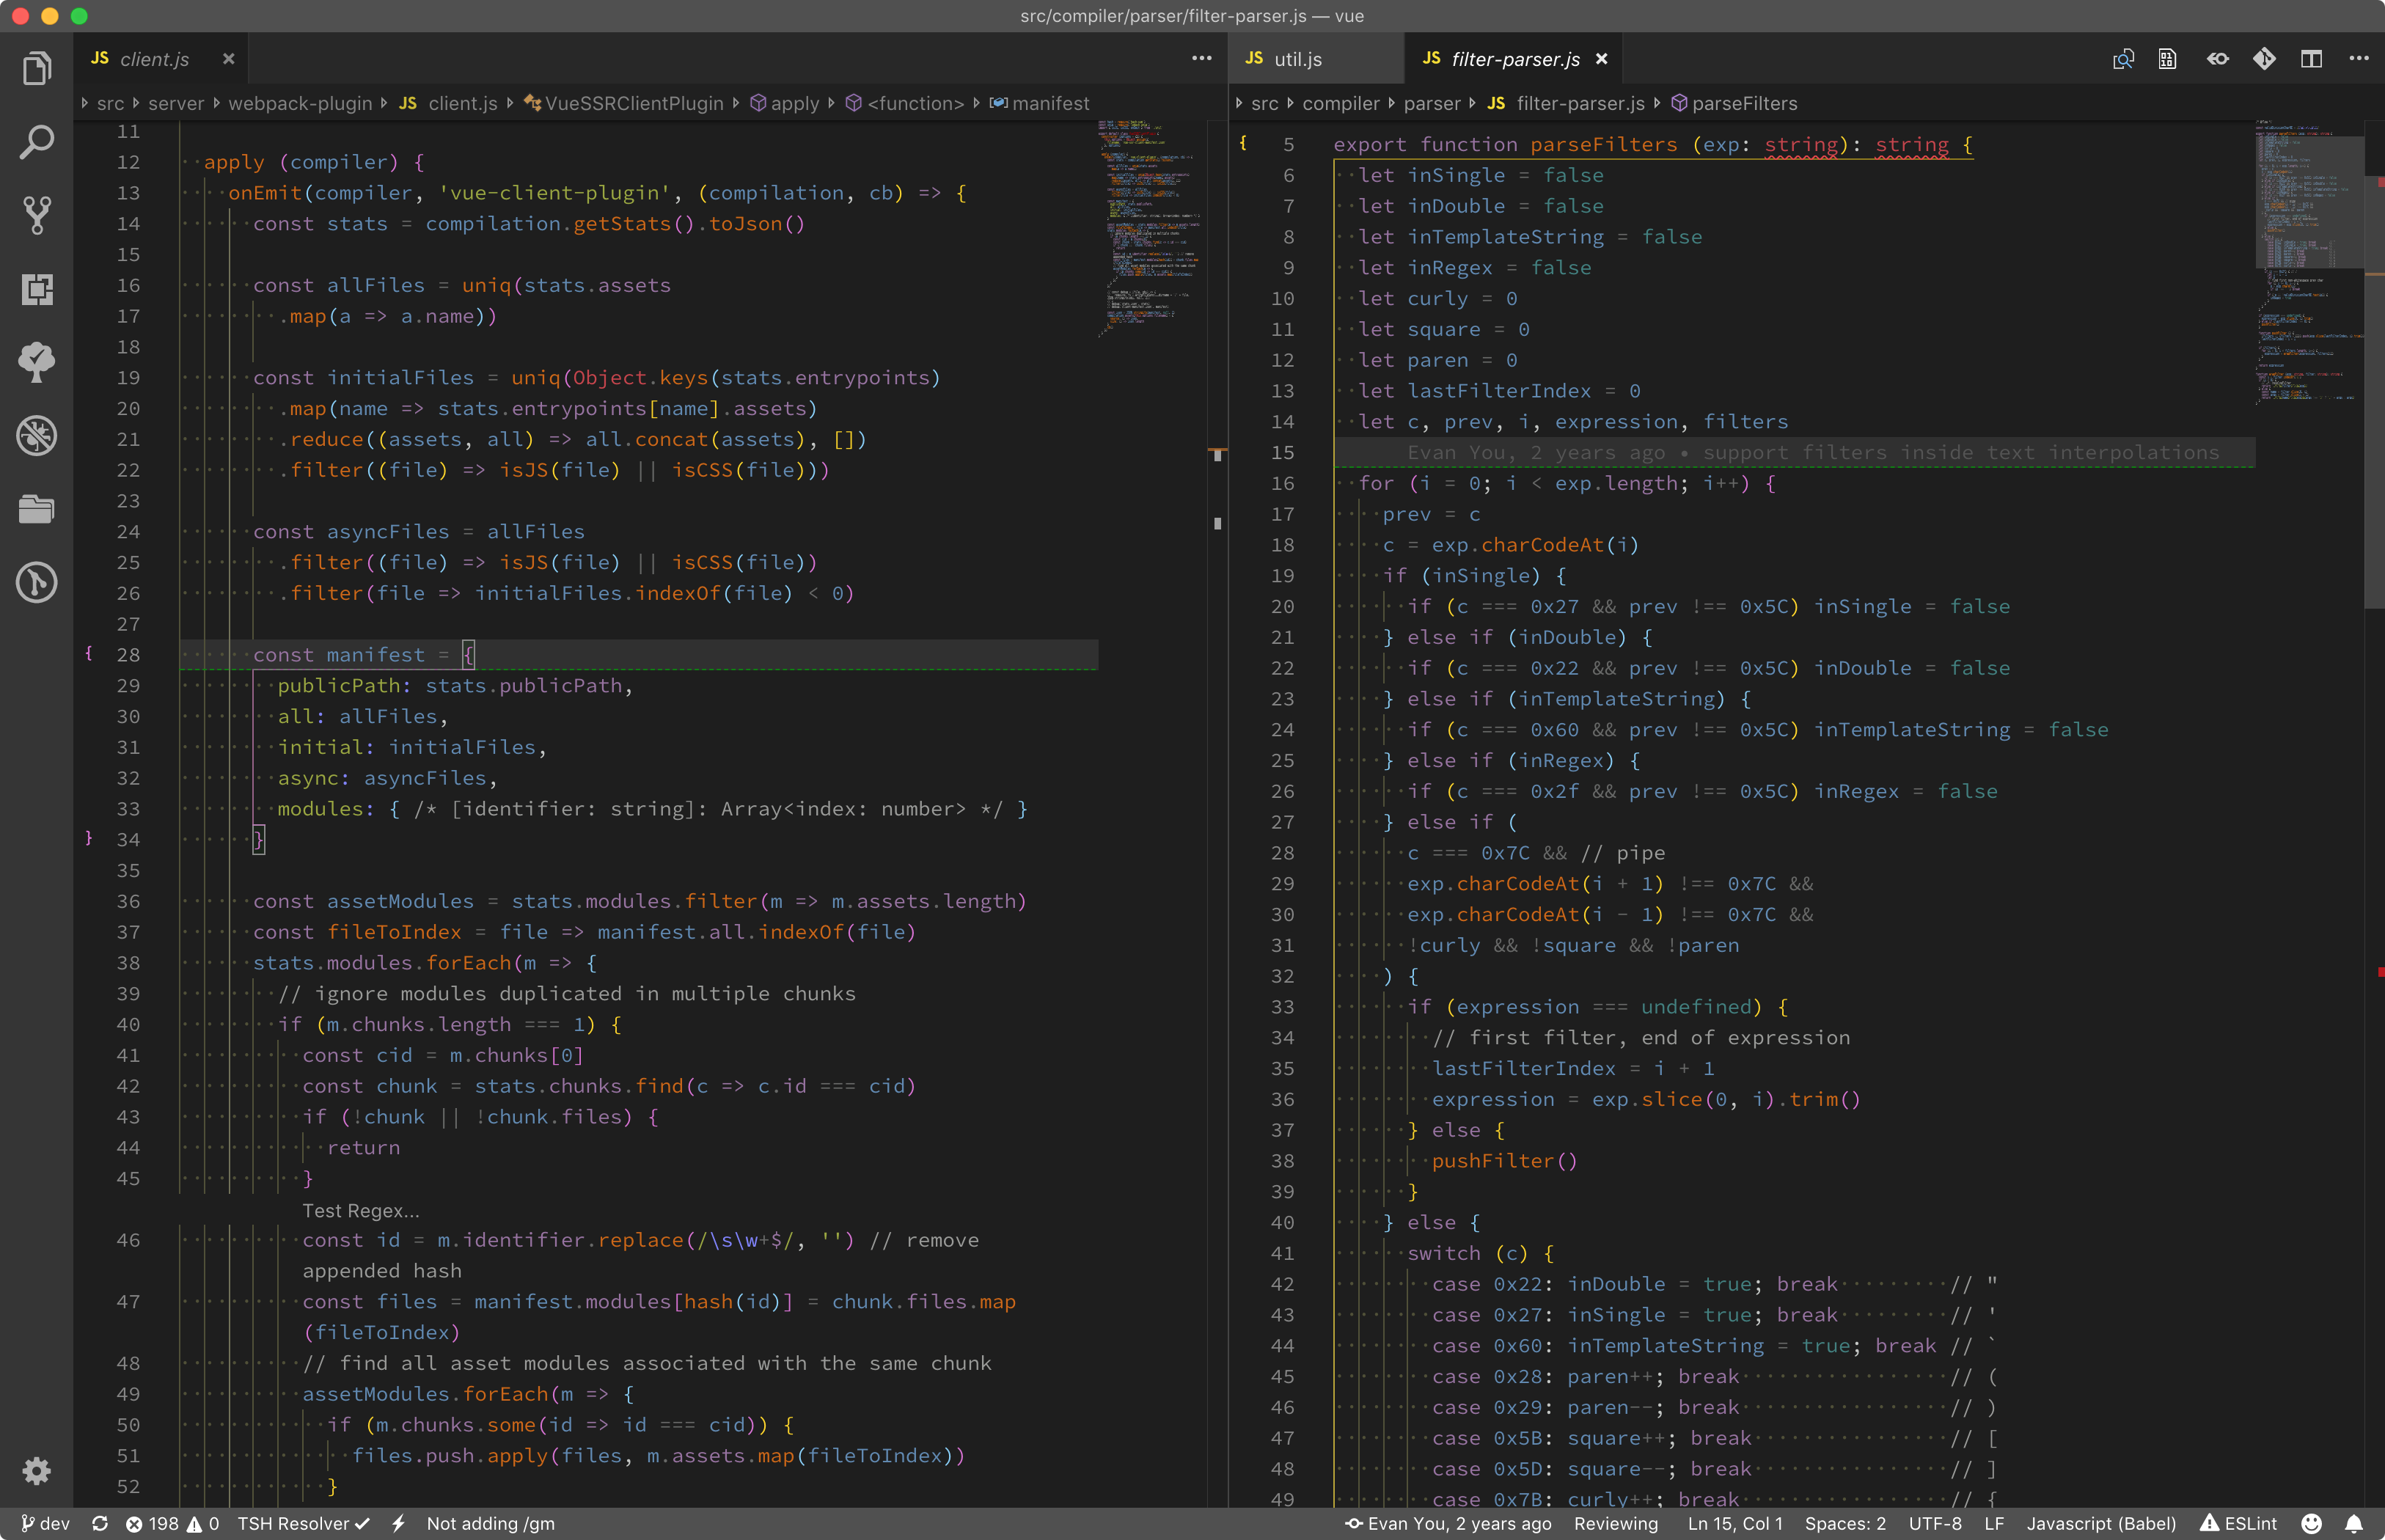 src/compiler/parser/filter-parser.js — vue
JS client.js ×
src server webpack-plugin JS client.js VueSSRClientPlugin apply <function> manifest
11
12 apply (compiler) {
13 onEmit(compiler, 'vue-client-plugin', (compilation, cb) => {
14 const stats = compilation.getStats().toJson()
15
16 const allFiles = uniq(stats.assets
17 .map(a => a.name))
18
19 const initialFiles = uniq(Object.keys(stats.entrypoints)
20 .map(name => stats.entrypoints[name].assets)
21 .reduce((assets, all) => all.concat(assets), [])
22 .filter((file) => isJS(file) || isCSS(file)))
23
24 const asyncFiles = allFiles
25 .filter((file) => isJS(file) || isCSS(file))
26 .filter(file => initialFiles.indexOf(file) < 0)
27
{ 28 const manifest = {
29 publicPath: stats.publicPath,
30 all: allFiles,
31 initial: initialFiles,
32 async: asyncFiles,
33 modules: { /* [identifier: string]: Array<index: number> */ }
} 34 }
35
36 const assetModules = stats.modules.filter(m => m.assets.length)
37 const fileToIndex = file => manifest.all.indexOf(file)
38 stats.modules.forEach(m => {
39 // ignore modules duplicated in multiple chunks
40 if (m.chunks.length === 1) {
41 const cid = m.chunks[0]
42 const chunk = stats.chunks.find(c => c.id === cid)
43 if (!chunk || !chunk.files) {
44 return
45 }
Test Regex...
46 const id = m.identifier.replace(/\s\w+$/, '') // remove
appended hash
47 const files = manifest.modules[hash(id)] = chunk.files.map
(fileToIndex)
48 // find all asset modules associated with the same chunk
49 assetModules.forEach(m => {
50 if (m.chunks.some(id => id === cid)) {
51 files.push.apply(files, m.assets.map(fileToIndex))
52 }
JS util.js JS filter-parser.js ×
src compiler parser JS filter-parser.js parseFilters
{ 5 export function parseFilters (exp: string): string {
6 let inSingle = false
7 let inDouble = false
8 let inTemplateString = false
9 let inRegex = false
10 let curly = 0
11 let square = 0
12 let paren = 0
13 let lastFilterIndex = 0
14 let c, prev, i, expression, filters
15 Evan You, 2 years ago • support filters inside text interpolations
16 for (i = 0; i < exp.length; i++) {
17 prev = c
18 c = exp.charCodeAt(i)
19 if (inSingle) {
20 if (c === 0x27 && prev !== 0x5C) inSingle = false
21 } else if (inDouble) {
22 if (c === 0x22 && prev !== 0x5C) inDouble = false
23 } else if (inTemplateString) {
24 if (c === 0x60 && prev !== 0x5C) inTemplateString = false
25 } else if (inRegex) {
26 if (c === 0x2f && prev !== 0x5C) inRegex = false
27 } else if (
28 c === 0x7C && // pipe
29 exp.charCodeAt(i + 1) !== 0x7C &&
30 exp.charCodeAt(i - 1) !== 0x7C &&
31 !curly && !square && !paren
32 ) {
33 if (expression === undefined) {
34 // first filter, end of expression
35 lastFilterIndex = i + 1
36 expression = exp.slice(0, i).trim()
37 } else {
38 pushFilter()
39 }
40 } else {
41 switch (c) {
42 case 0x22: inDouble = true; break // "
43 case 0x27: inSingle = true; break // '
44 case 0x60: inTemplateString = true; break // `
45 case 0x28: paren++; break // (
46 case 0x29: paren--; break // )
47 case 0x5B: square++; break // [
48 case 0x5D: square--; break // ]
49 case 0x7B: curly++; break // {
dev 198 0 TSH Resolver ✓ Not adding /gm Evan You, 2 years ago Reviewing Ln 15, Col 1 Spaces: 2 UTF-8 LF Javascript (Babel) ESLint